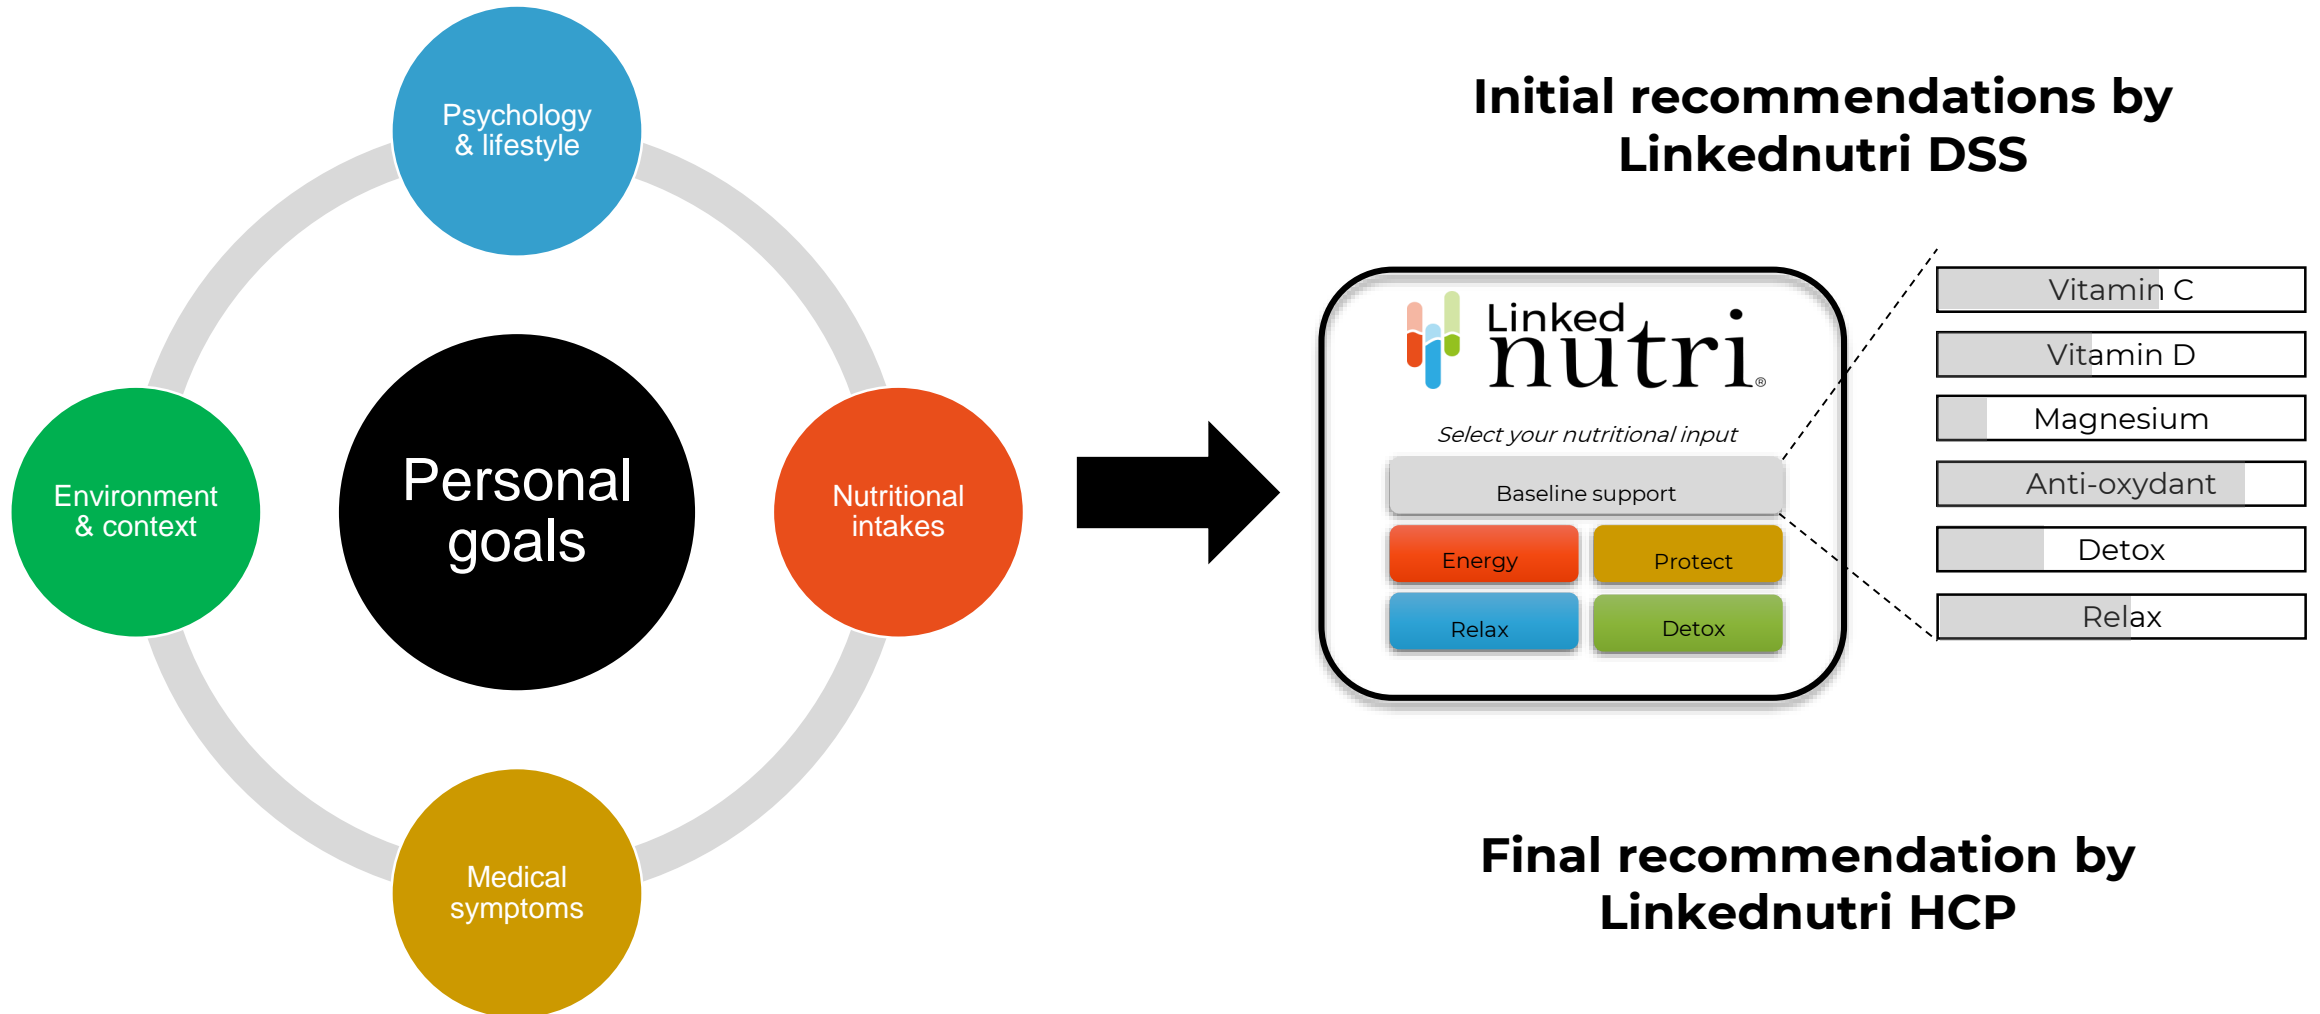 Psychology
& lifestyle
Environment
& context
Personal
goals
Nutritional
intakes
Medical
symptoms
Initial recommendations by
Linkednutri DSS
Linked
nutri®
Select your nutritional input
Baseline support
Energy
Protect
Relax
Detox
Vitamin C
Vitamin D
Magnesium
Anti-oxydant
Detox
Relax
Final recommendation by
Linkednutri HCP